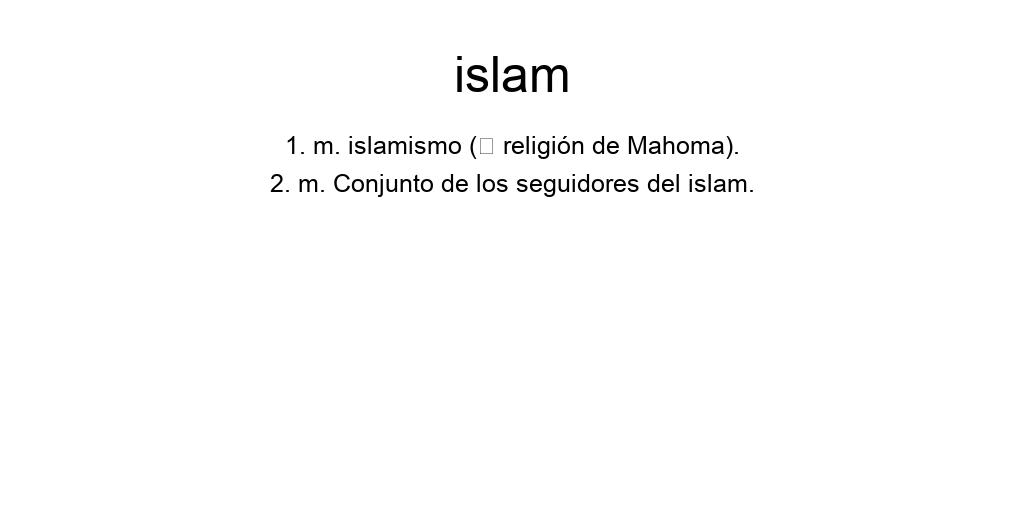 islam
1. m. islamismo (▯ religión de Mahoma).
2. m. Conjunto de los seguidores del islam.